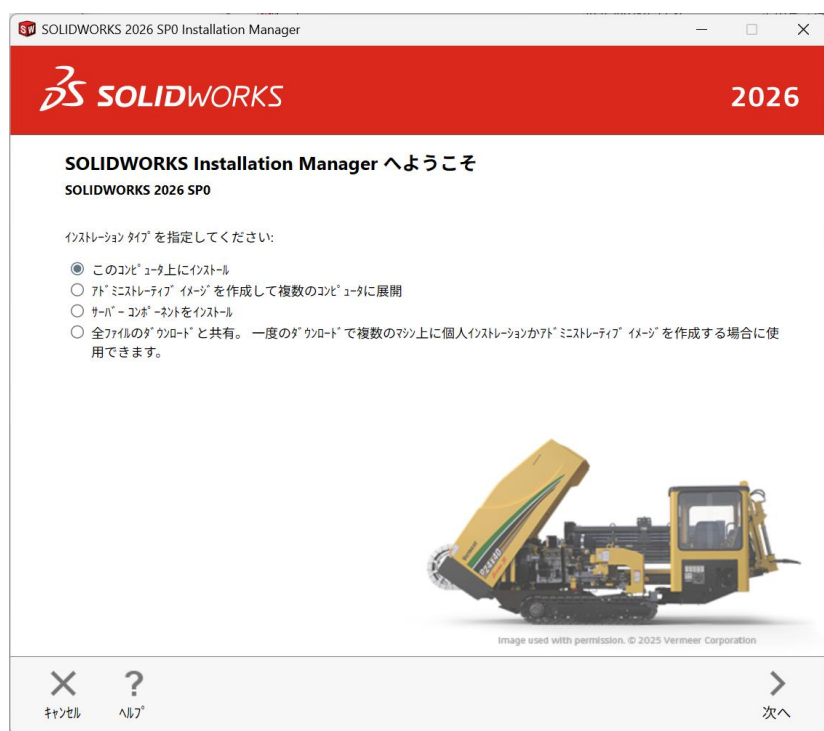 SOLIDWORKS 2026 SP0 Installation Manager
SOLIDWORKS
2026
SOLIDWORKS Installation Manager へようこそ
SOLIDWORKS 2026 SP0
ｲﾝｽﾄﾚｰｼｮﾝ ﾀｲﾌﾟを指定してください:
このｺﾝﾋﾟｭｰﾀ上にｲﾝｽﾄｰﾙ
ｱﾄﾞﾐﾆｽﾄﾚｰﾃｨﾌﾞ ｲﾒｰｼﾞを作成して複数のｺﾝﾋﾟｭｰﾀに展開
ｻｰﾊﾞｰ ｺﾝﾎﾟｰﾈﾝﾄをｲﾝｽﾄｰﾙ
全ﾌｧｲﾙのﾀﾞｳﾝﾛｰﾄﾞと共有。 一度のﾀﾞｳﾝﾛｰﾄﾞで複数のﾏｼﾝ上に個人ｲﾝｽﾄﾚｰｼｮﾝかｱﾄﾞﾐﾆｽﾄﾚｰﾃｨﾌﾞ ｲﾒｰｼﾞを作成する場合に使
用できます。
Vermeer
D24X40
Image used with permission. © 2025 Vermeer Corporation
ｷｬﾝｾﾙ
ﾍﾙﾌﾟ
次へ